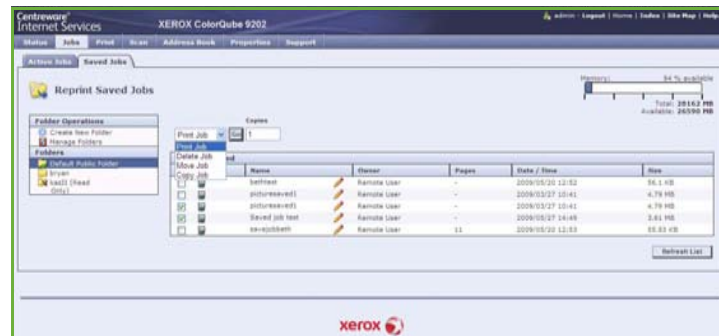 Centreware®
Internet Services
XEROX ColorQube 9202
admin - Logout | Home | Index | Site Map | Help
Status Jobs Print Scan Address Book Properties Support
Active Jobs Saved Jobs
Reprint Saved Jobs
Memory: 94 % available
Total: 28162 MB
Available: 26590 MB
Folder Operations
Create New Folder
Manage Folders
Folders
Default Public Folder
bryan
kasII [Read
Only]
Copies
Print Job Go 1
Print Job
Delete Job
Move Job
Copy Job
Name Owner Pages Date / Time Size
bethtest Remote User - 2009/05/20 12:52 56.1 KB
picturesaved1 Remote User - 2009/03/27 10:41 4.79 MB
picturesaved1 Remote User - 2009/03/27 10:41 4.79 MB
Saved job test Remote User - 2009/03/27 14:49 3.61 MB
savejobbeth Remote User 11 2009/05/20 12:53 KB
Refresh List
xerox